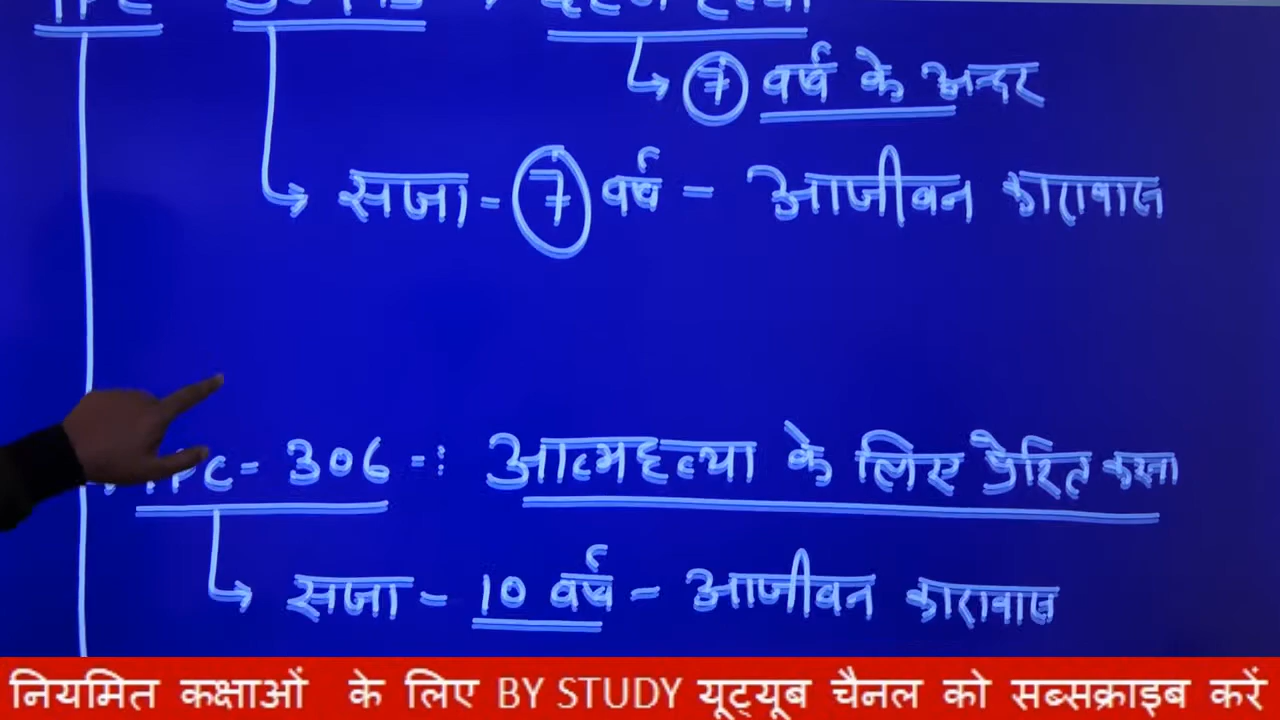 7 वर्ष के अन्दर
सजा - 7 वर्ष - आजीवन कारावास
IPC - 306 -: आत्महत्या के लिए प्रेरित करना
सजा - 10 वर्ष - आजीवन कारावास
नियमित कक्षाओं के लिए BY STUDY यूट्यूब चैनल को सब्सक्राइब करें